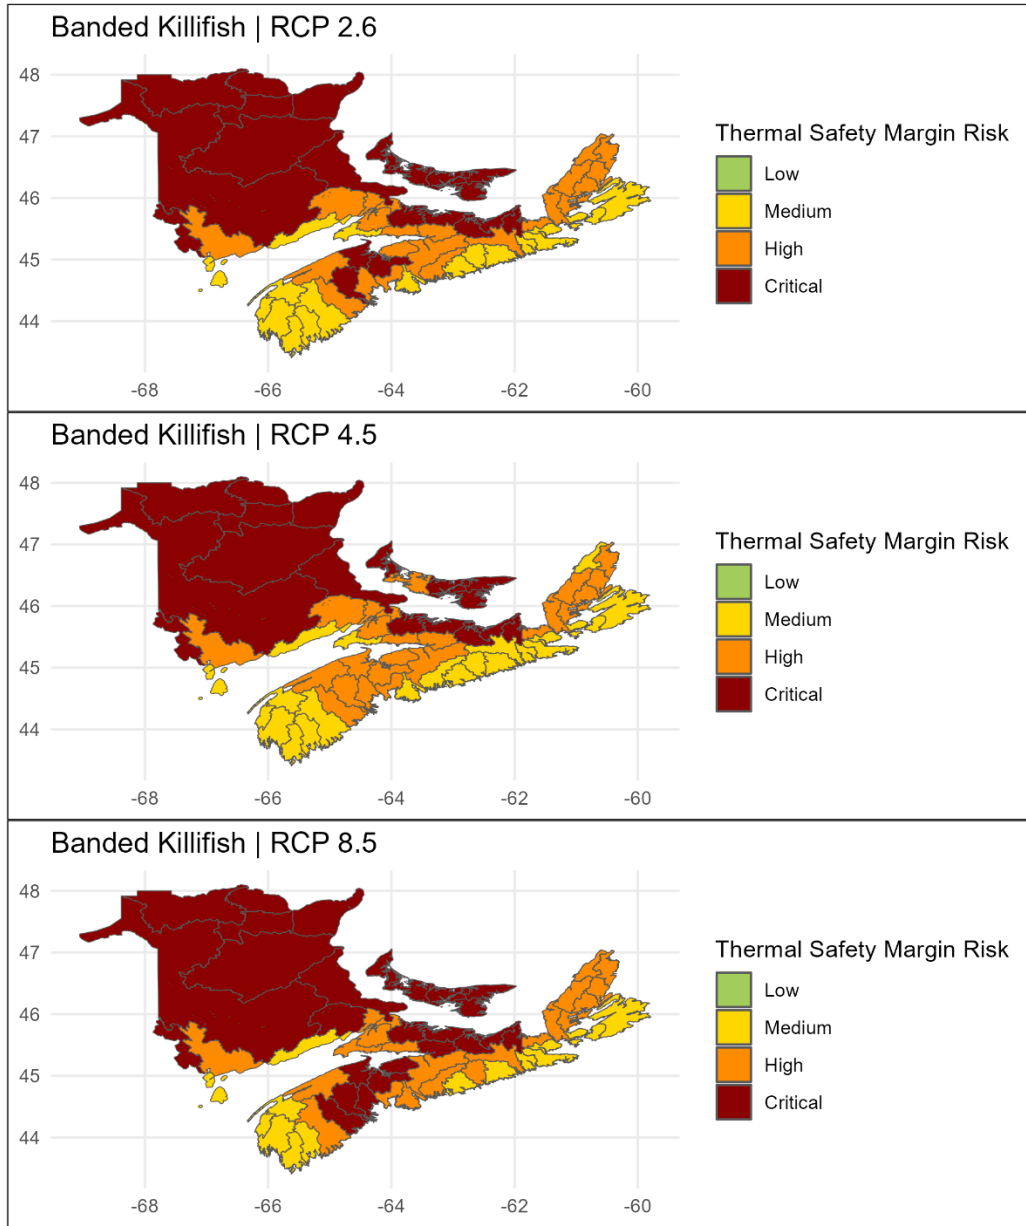 Banded Killifish | RCP 2.6
48
47
46
45
44
-68
-66
-64
-62
-60
Thermal Safety Margin Risk
Low
Medium
High
Critical
Banded Killifish | RCP 4.5
48
47
46
45
44
-68
-66
-64
-62
-60
Thermal Safety Margin Risk
Low
Medium
High
Critical
Banded Killifish | RCP 8.5
48
47
46
45
44
-68
-66
-64
-62
-60
Thermal Safety Margin Risk
Low
Medium
High
Critical